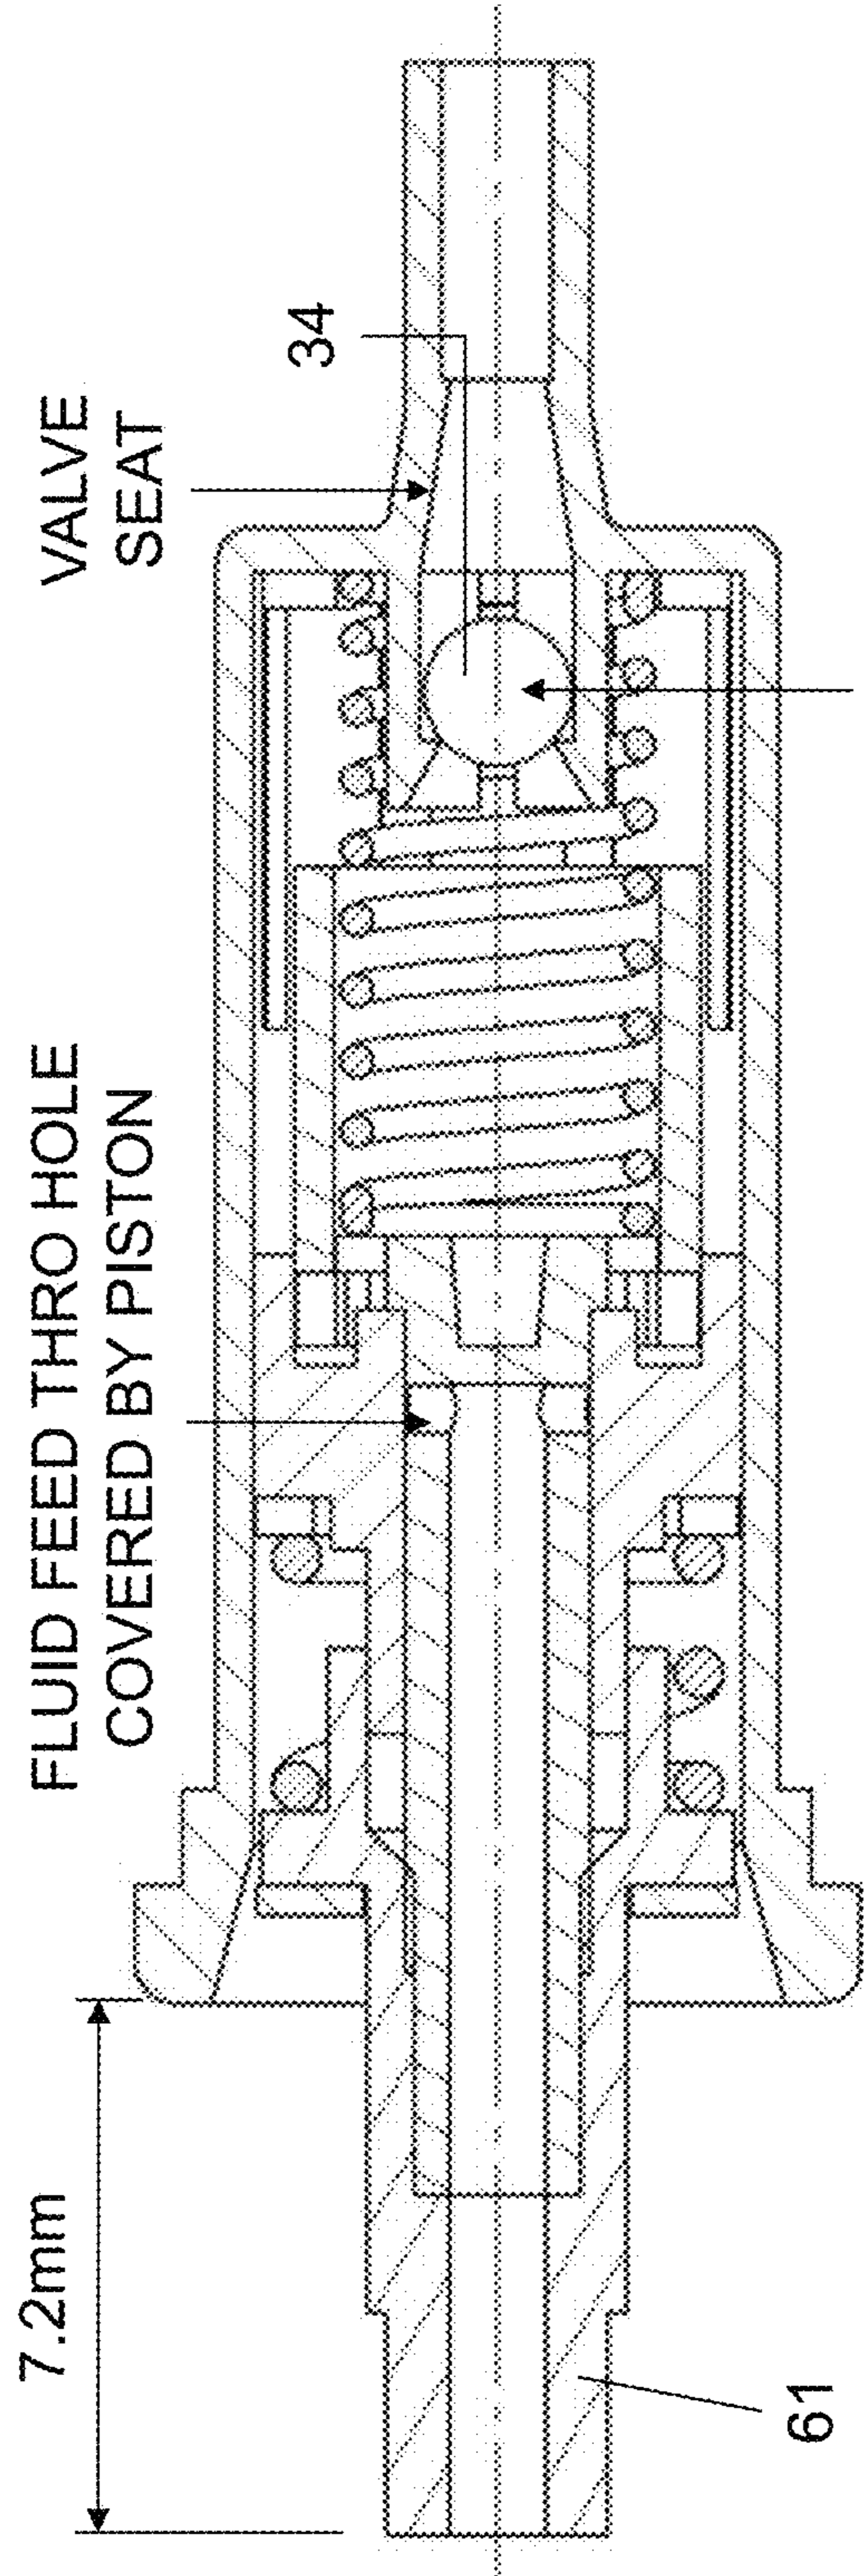 7.2mm
FLUID FEED THRO HOLE
COVERED BY PISTON
VALVE
SEAT
34
61